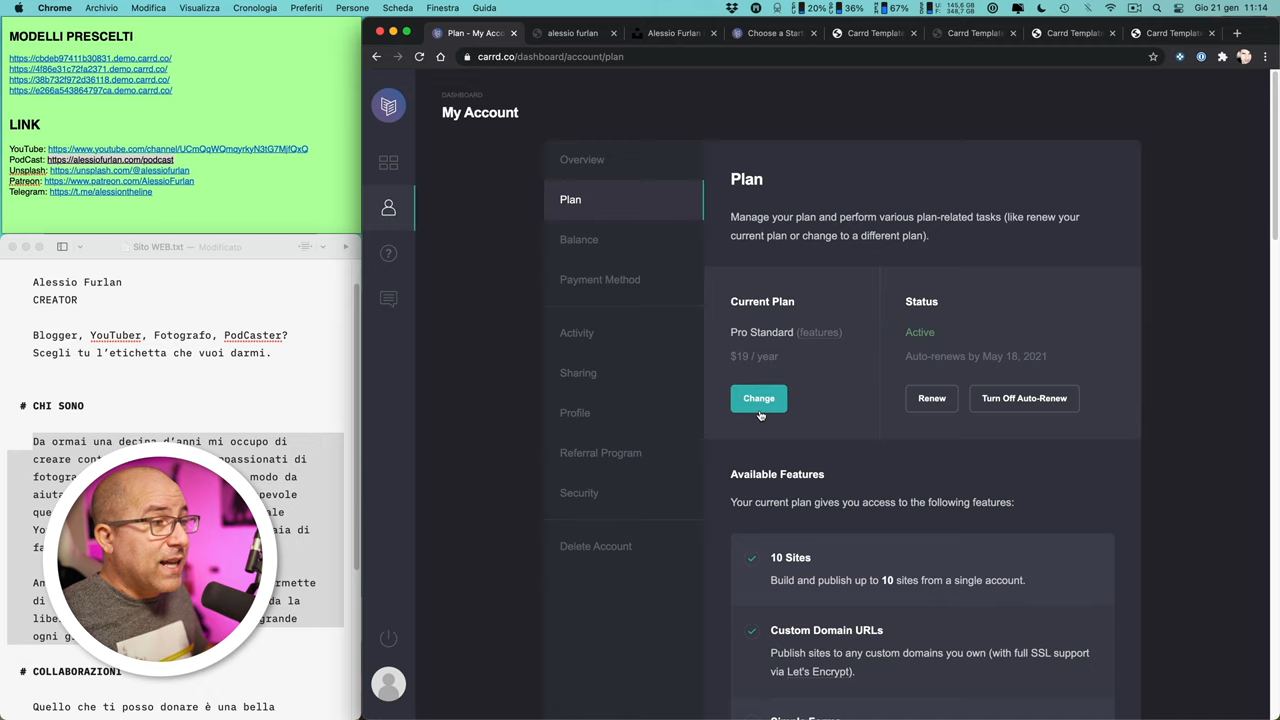 Chrome Archivio Modifica Visualizza Cronologia Preferiti Persone Scheda Finestra Guida
20% 36% 67% Gio 21 gen 11:14
MODELLI PRESCELTI
https://cbdeb97411b30831.demo.carrd.co/
https://4f86e31c72fa2371.demo.carrd.co/
https://38b732f972d36118.demo.carrd.co/
https://e266a543864797ca.demo.carrd.co/
LINK
YouTube: https://www.youtube.com/channel/UCmQqWQmqyrkyN3tG7MjfQxQ
PodCast: https://alessiofurlan.com/podcast
Unsplash: https://unsplash.com/@alessiofurlan
Patreon: https://www.patreon.com/AlessioFurlan
Telegram: https://t.me/alessiontheline
Sito WEB.txt — Modificato
Alessio Furlan
CREATOR
Blogger, YouTuber, Fotografo, PodCaster?
Scegli tu l’etichetta che vuoi darmi.
# CHI SONO
Da ormai una decina d’anni mi occupo di
# COLLABORAZIONI
Quello che ti posso donare è una bella
Plan - My Acco
alessio furlan
Alessio Furlan
Choose a Start
Carrd Template
Carrd Template
Carrd Template
Carrd Template
carrd.co/dashboard/account/plan
DASHBOARD
My Account
Overview
Plan
Balance
Payment Method
Activity
Sharing
Profile
Referral Program
Security
Delete Account
Plan
Manage your plan and perform various plan-related tasks (like renew your
current plan or change to a different plan).
Current Plan
Pro Standard (features)
$19 / year
Change
Status
Active
Auto-renews by May 18, 2021
Renew
Turn Off Auto-Renew
Available Features
Your current plan gives you access to the following features:
10 Sites
Build and publish up to 10 sites from a single account.
Custom Domain URLs
Publish sites to any custom domains you own (with full SSL support
via Let's Encrypt).